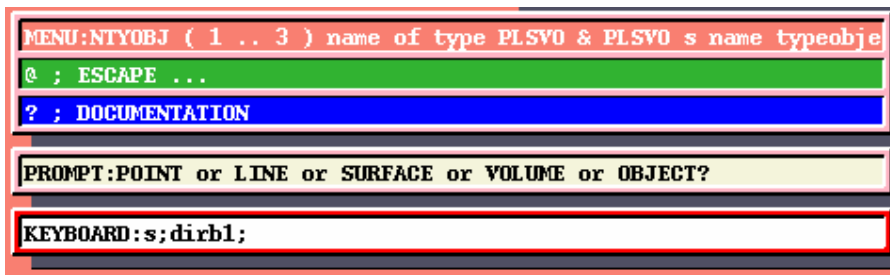 MENU:NTYOBJ ( 1 .. 3 ) name of type PLSVO & PLSVO s name typeobje
@ ; ESCAPE ...
? ; DOCUMENTATION
PROMPT:POINT or LINE or SURFACE or VOLUME or OBJECT?
KEYBOARD:s;dirb1;